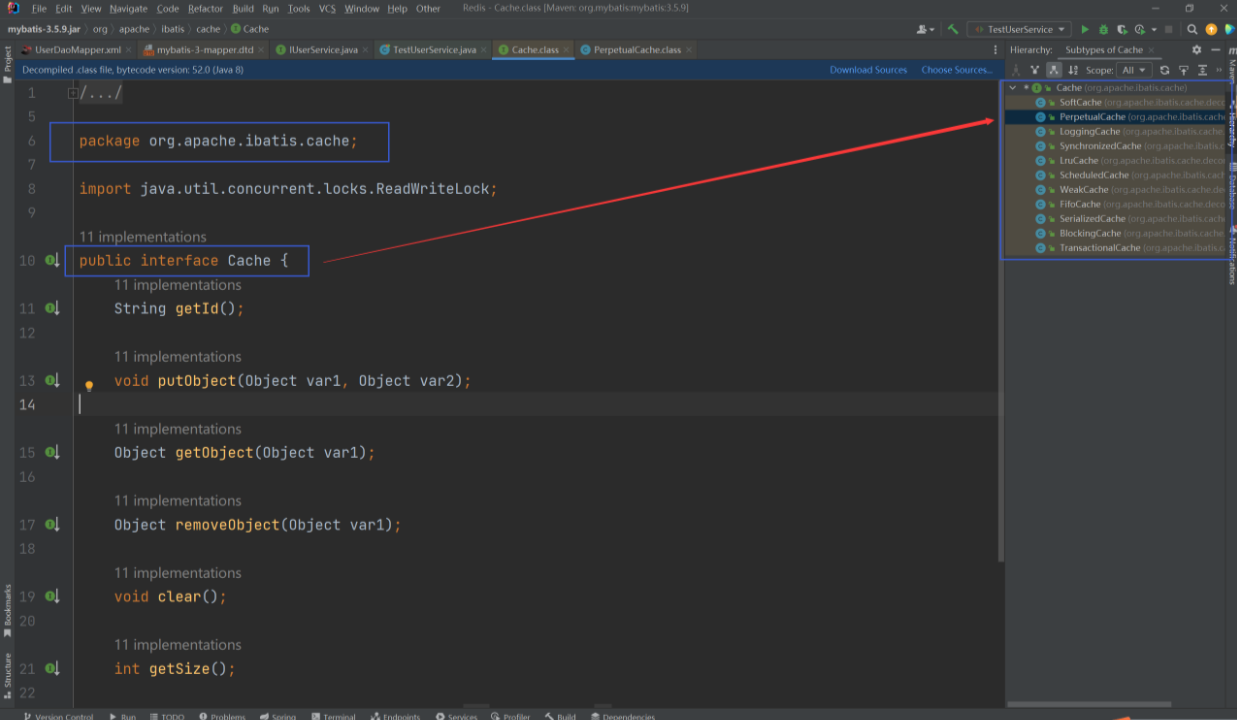 File Edit View Navigate Code Refactor Build Run Tools VCS Window Help Other Redis - Cache.class [Maven: org.mybatis:mybatis:3.5.9]
mybatis-3.5.9.jar org apache ibatis cache Cache TestUserService
UserDaoMapper.xml mybatis-3-mapper.dtd IUserService.java TestUserService.java Cache.class PerpetualCache.class Hierarchy: Subtypes of Cache
Decompiled .class file, bytecode version: 52.0 (Java 8) Download Sources Choose Sources... Scope: All
Project
1 /.../
5
6 package org.apache.ibatis.cache;
7
8 import java.util.concurrent.locks.ReadWriteLock;
9
11 implementations
10 public interface Cache {
11 implementations
11 String getId();
12
11 implementations
13 void putObject(Object var1, Object var2);
14
11 implementations
15 Object getObject(Object var1);
16
11 implementations
17 Object removeObject(Object var1);
18
11 implementations
19 void clear();
20
11 implementations
21 int getSize();
22
Cache (org.apache.ibatis.cache)
SoftCache (org.apache.ibatis.cache.deco
PerpetualCache (org.apache.ibatis.cache
LoggingCache (org.apache.ibatis.cache.d
SynchronizedCache (org.apache.ibatis.c
LruCache (org.apache.ibatis.cache.decor
ScheduledCache (org.apache.ibatis.cach
WeakCache (org.apache.ibatis.cache.de
FifoCache (org.apache.ibatis.cache.deco
SerializedCache (org.apache.ibatis.cach
BlockingCache (org.apache.ibatis.cache
TransactionalCache (org.apache.ibatis.c
Maven
Hierarchy
Database
Notifications
Bookmarks
Structure
Version Control Run TODO Problems Spring Terminal Endpoints Services Profiler Build Dependencies